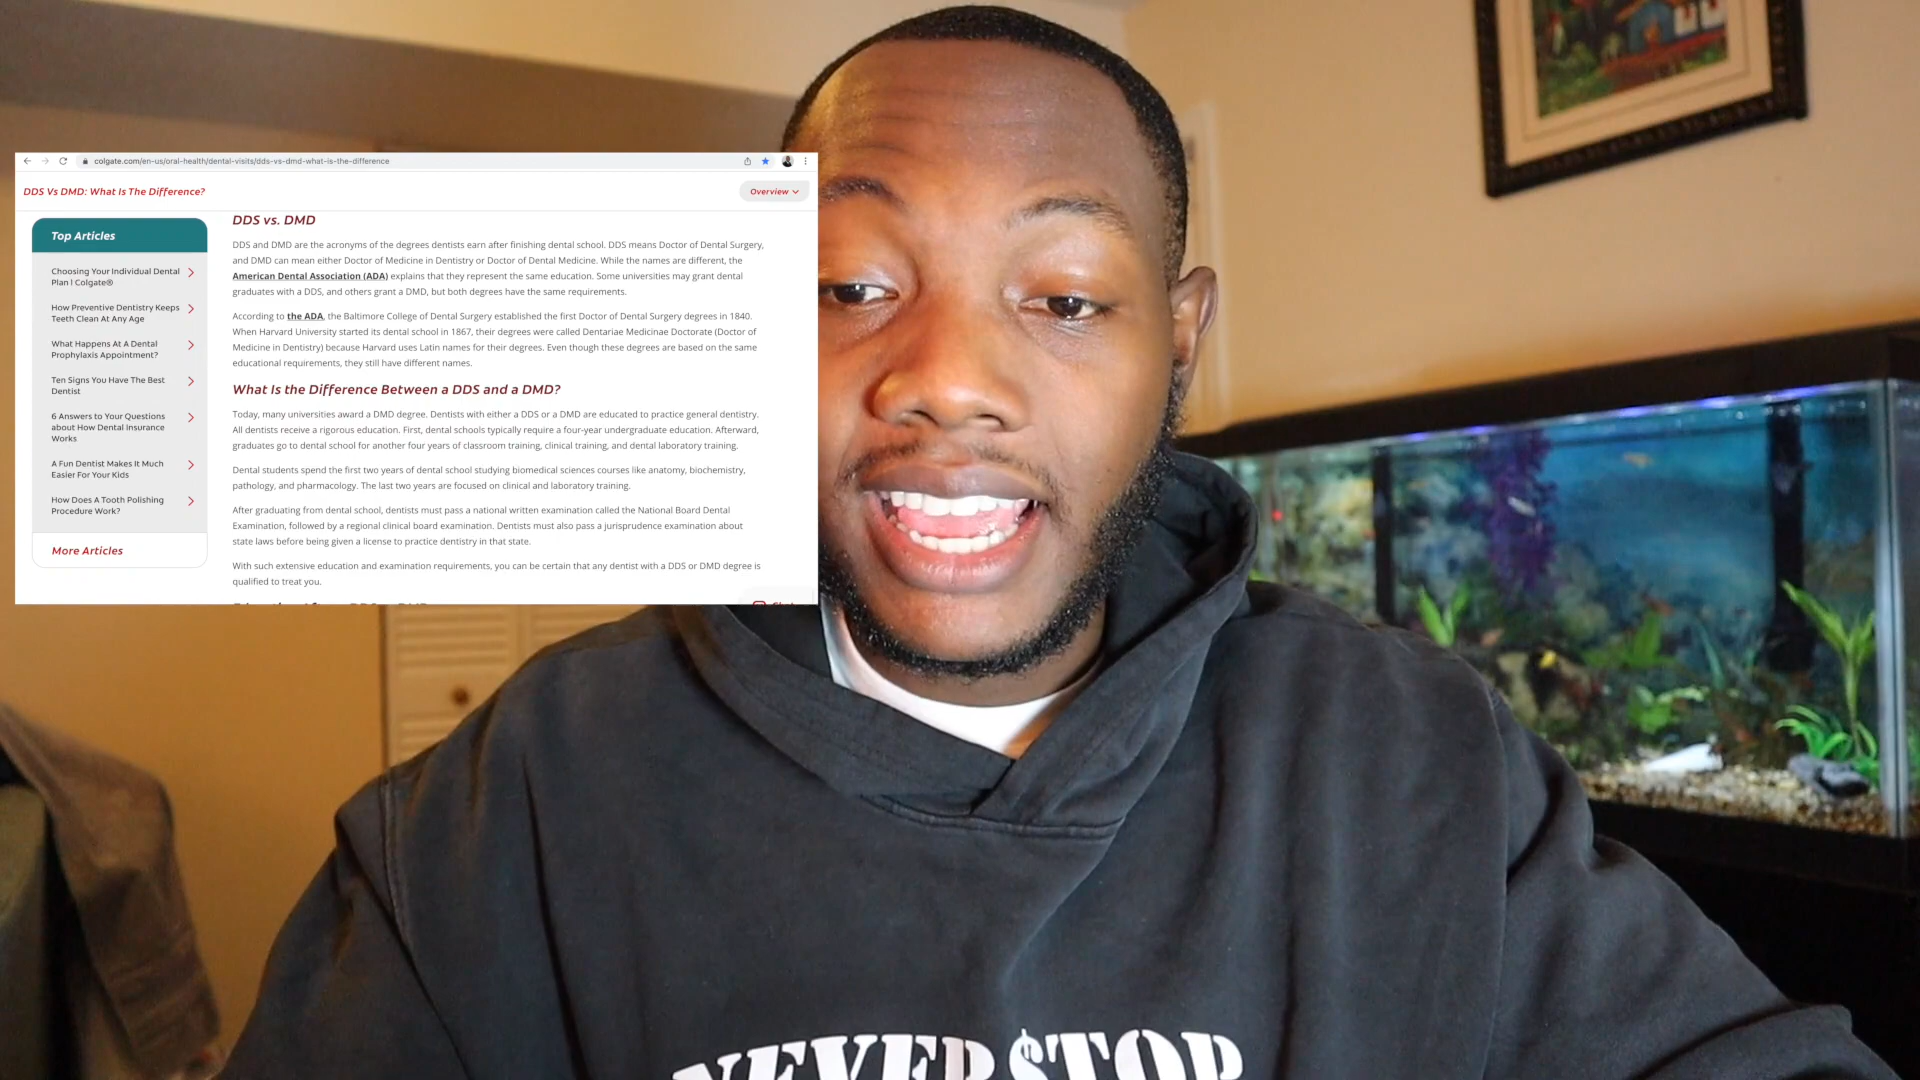 colgate.com/en-us/oral-health/dental-visits/dds-vs-dmd-what-is-the-difference
DDS Vs DMD: What Is The Difference?
Overview
Top Articles
Choosing Your Individual Dental
Plan | Colgate®
How Preventive Dentistry Keeps
Teeth Clean At Any Age
What Happens At A Dental
Prophylaxis Appointment?
Ten Signs You Have The Best
Dentist
6 Answers to Your Questions
about How Dental Insurance
Works
A Fun Dentist Makes It Much
Easier For Your Kids
How Does A Tooth Polishing
Procedure Work?
More Articles
DDS vs. DMD
DDS and DMD are the acronyms of the degrees dentists earn after finishing dental school. DDS means Doctor of Dental Surgery,
and DMD can mean either Doctor of Medicine in Dentistry or Doctor of Dental Medicine. While the names are different, the
American Dental Association (ADA) explains that they represent the same education. Some universities may grant dental
graduates with a DDS, and others grant a DMD, but both degrees have the same requirements.
According to the ADA, the Baltimore College of Dental Surgery established the first Doctor of Dental Surgery degrees in 1840.
When Harvard University started its dental school in 1867, their degrees were called Dentariae Medicinae Doctorate (Doctor of
Medicine in Dentistry) because Harvard uses Latin names for their degrees. Even though these degrees are based on the same
educational requirements, they still have different names.
What Is the Difference Between a DDS and a DMD?
Today, many universities award a DMD degree. Dentists with either a DDS or a DMD are educated to practice general dentistry.
All dentists receive a rigorous education. First, dental schools typically require a four-year undergraduate education. Afterward,
graduates go to dental school for another four years of classroom training, clinical training, and dental laboratory training.
Dental students spend the first two years of dental school studying biomedical sciences courses like anatomy, biochemistry,
pathology, and pharmacology. The last two years are focused on clinical and laboratory training.
After graduating from dental school, dentists must pass a national written examination called the National Board Dental
Examination, followed by a regional clinical board examination. Dentists must also pass a jurisprudence examination about
state laws before being given a license to practice dentistry in that state.
With such extensive education and examination requirements, you can be certain that any dentist with a DDS or DMD degree is
qualified to treat you.
NEVER $TOP